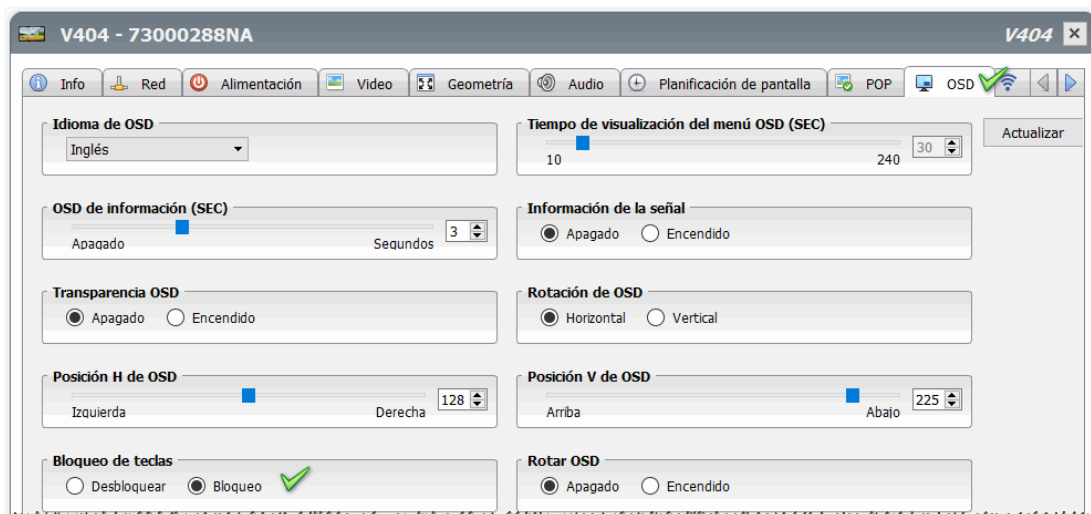 V404 - 73000288NA V404
Info Red Alimentación Video Geometría Audio Planificación de pantalla POP OSD
Idioma de OSD
Inglés
Tiempo de visualización del menú OSD (SEC)
10 240 30
Actualizar
OSD de información (SEC)
Apagado Segundos 3
Información de la señal
Apagado Encendido
Transparencia OSD
Apagado Encendido
Rotación de OSD
Horizontal Vertical
Posición H de OSD
Izquierda Derecha 128
Posición V de OSD
Arriba Abajo 225
Bloqueo de teclas
Desbloquear Bloqueo
Rotar OSD
Apagado Encendido